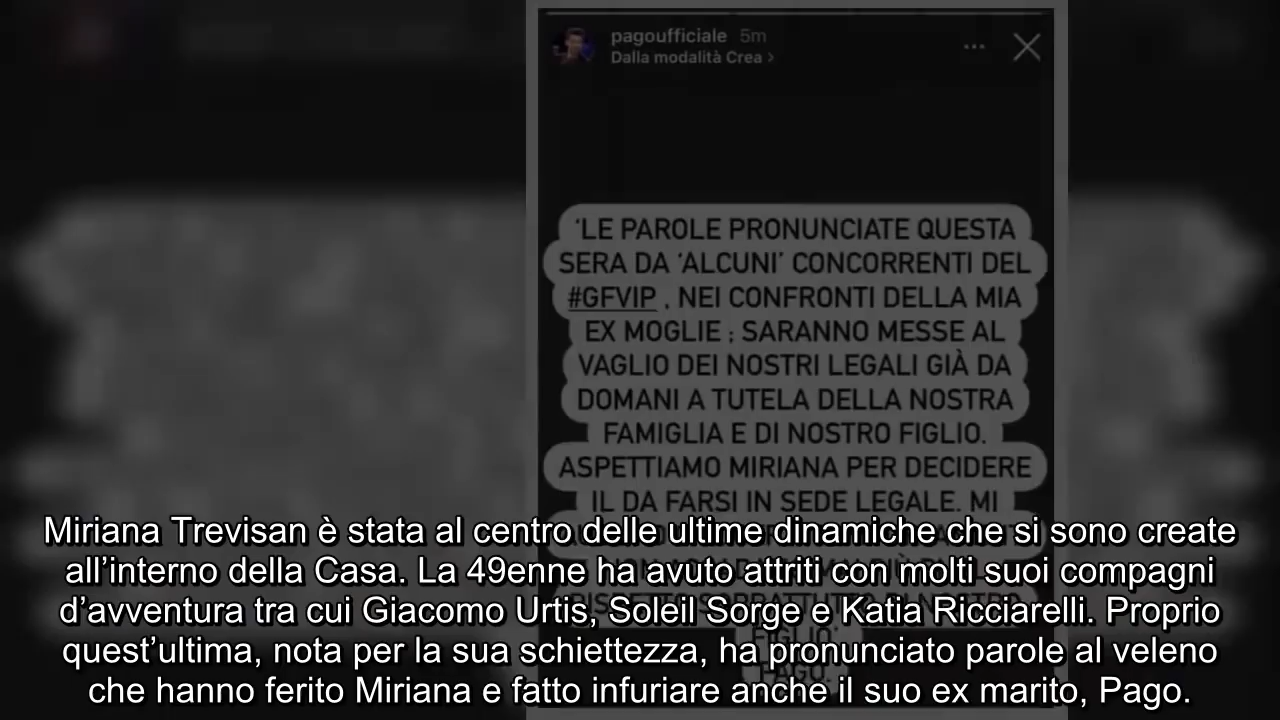 pagoufficiale 5m
Dalla modalità Crea >
'LE PAROLE PRONUNCIATE QUESTA
SERA DA 'ALCUNI' CONCORRENTI DEL
#GFVIP , NEI CONFRONTI DELLA MIA
EX MOGLIE ; SARANNO MESSE AL
VAGLIO DEI NOSTRI LEGALI GIÀ DA
DOMANI A TUTELA DELLA NOSTRA
FAMIGLIA E DI NOSTRO FIGLIO.
ASPETTIAMO MIRIANA PER DECIDERE
IL DA FARSI IN SEDE LEGALE. MI
FIGLIO'
PAGO.
Miriana Trevisan è stata al centro delle ultime dinamiche che si sono create
all’interno della Casa. La 49enne ha avuto attriti con molti suoi compagni
d’avventura tra cui Giacomo Urtis, Soleil Sorge e Katia Ricciarelli. Proprio
quest’ultima, nota per la sua schiettezza, ha pronunciato parole al veleno
che hanno ferito Miriana e fatto infuriare anche il suo ex marito, Pago.